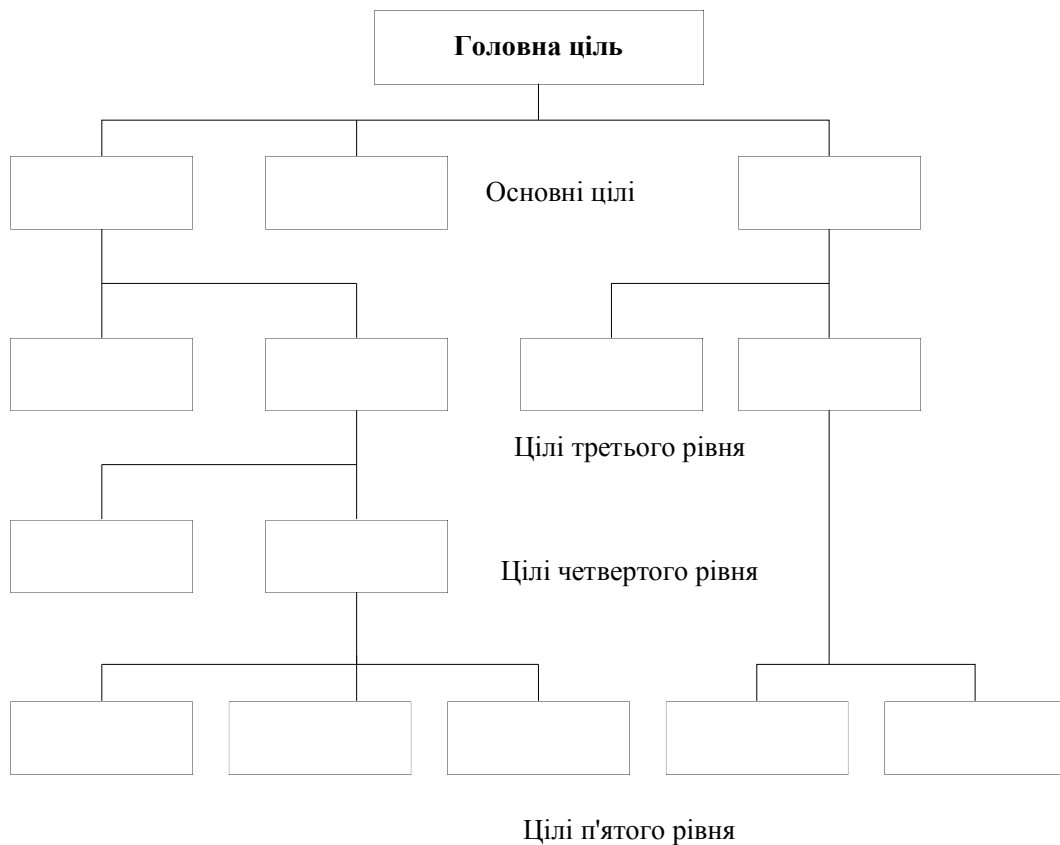 Головна ціль
Основні цілі
Цілі третього рівня
Цілі четвертого рівня
Цілі п'ятого рівня